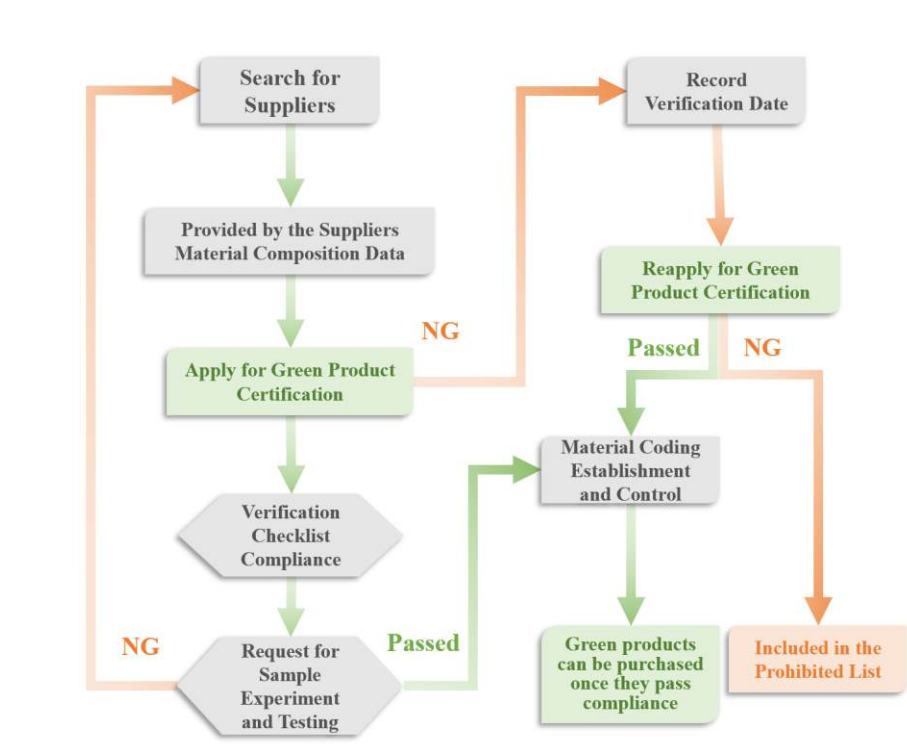 Search for
Suppliers
Record
Verification Date
Provided by the Suppliers
Material Composition Data
Reapply for Green
Product Certification
NG
Passed
NG
Apply for Green Product
Certification
Material Coding
Establishment
and Control
Verification
Checklist
Compliance
NG
Request for
Sample
Experiment
and Testing
Passed
Green products
can be purchased
once they pass
compliance
Included in the
Prohibited List